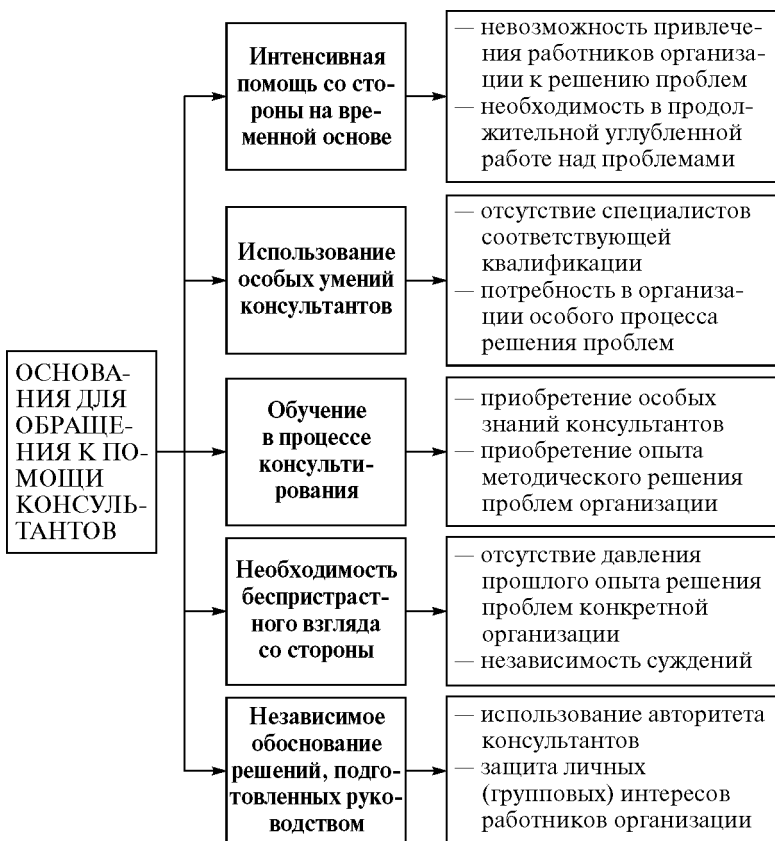 ОСНОВА-
НИЯ ДЛЯ
ОБРАЩЕ-
НИЯ К ПО-
МОЩИ
КОНСУЛЬ-
ТАНТОВ
Интенсивная
помощь со сто-
роны на вре-
менной основе
— невозможность привлече-
ния работников организа-
ции к решению проблем
— необходимость в продол-
жительной углубленной
работе над проблемами
Использование
особых умений
консультантов
— отсутствие специалистов
соответствующей
квалификации
— потребность в организа-
ции особого процесса
решения проблем
Обучение
в процессе
консульти-
рования
— приобретение особых
знаний консультантов
— приобретение опыта
методического решения
проблем организации
Необходимость
беспристраст-
ного взгляда
со стороны
— отсутствие давления
прошлого опыта решения
проблем конкретной
организации
— независимость суждений
Независимое
обоснование
решений, подго-
товленных руко-
водством
— использование авторитета
консультантов
— защита личных
(групповых) интересов
работников организации